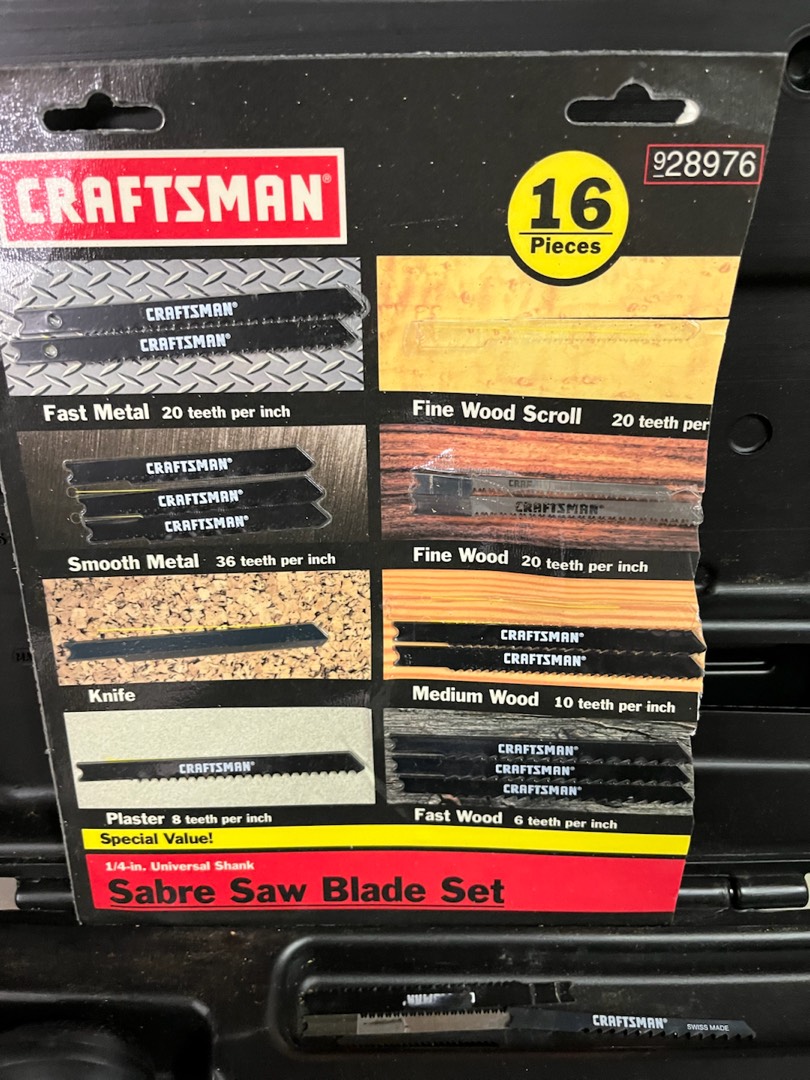 CRAFTSMAN®
16
Pieces
928976
CRAFTSMAN®
CRAFTSMAN®
Fast Metal 20 teeth per inch
Fine Wood Scroll 20 teeth per
CRAFTSMAN®
CRAFTSMAN®
CRAFTSMAN®
CRAFTSMAN®
Smooth Metal 36 teeth per inch
Fine Wood 20 teeth per inch
Knife
CRAFTSMAN®
CRAFTSMAN®
Medium Wood 10 teeth per inch
CRAFTSMAN®
Plaster 8 teeth per inch
CRAFTSMAN®
CRAFTSMAN®
CRAFTSMAN®
Fast Wood 6 teeth per inch
Special Value!
1/4-in. Universal Shank
Sabre Saw Blade Set
CRAFTSMAN® SWISS MADE